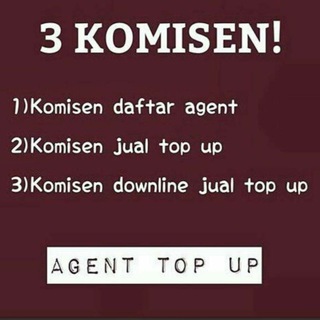 3 KOMISEN!
1)Komisen daftar agent
2)Komisen jual top up
3)Komisen downline jual top up
AGENT TOP UP